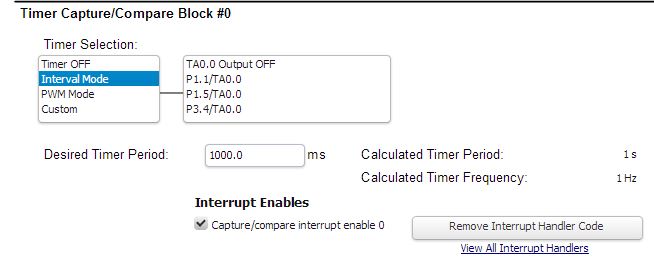 Timer Capture/Compare Block #0
Timer Selection:
Timer OFF
Interval Mode
PWM Mode
Custom
TA0.0 Output OFF
P1.1/TA0.0
P1.5/TA0.0
P3.4/TA0.0
Desired Timer Period: 1000.0 ms
Calculated Timer Period: 1 s
Calculated Timer Frequency: 1 Hz
Interrupt Enables
Capture/compare interrupt enable 0
Remove Interrupt Handler Code
View All Interrupt Handlers